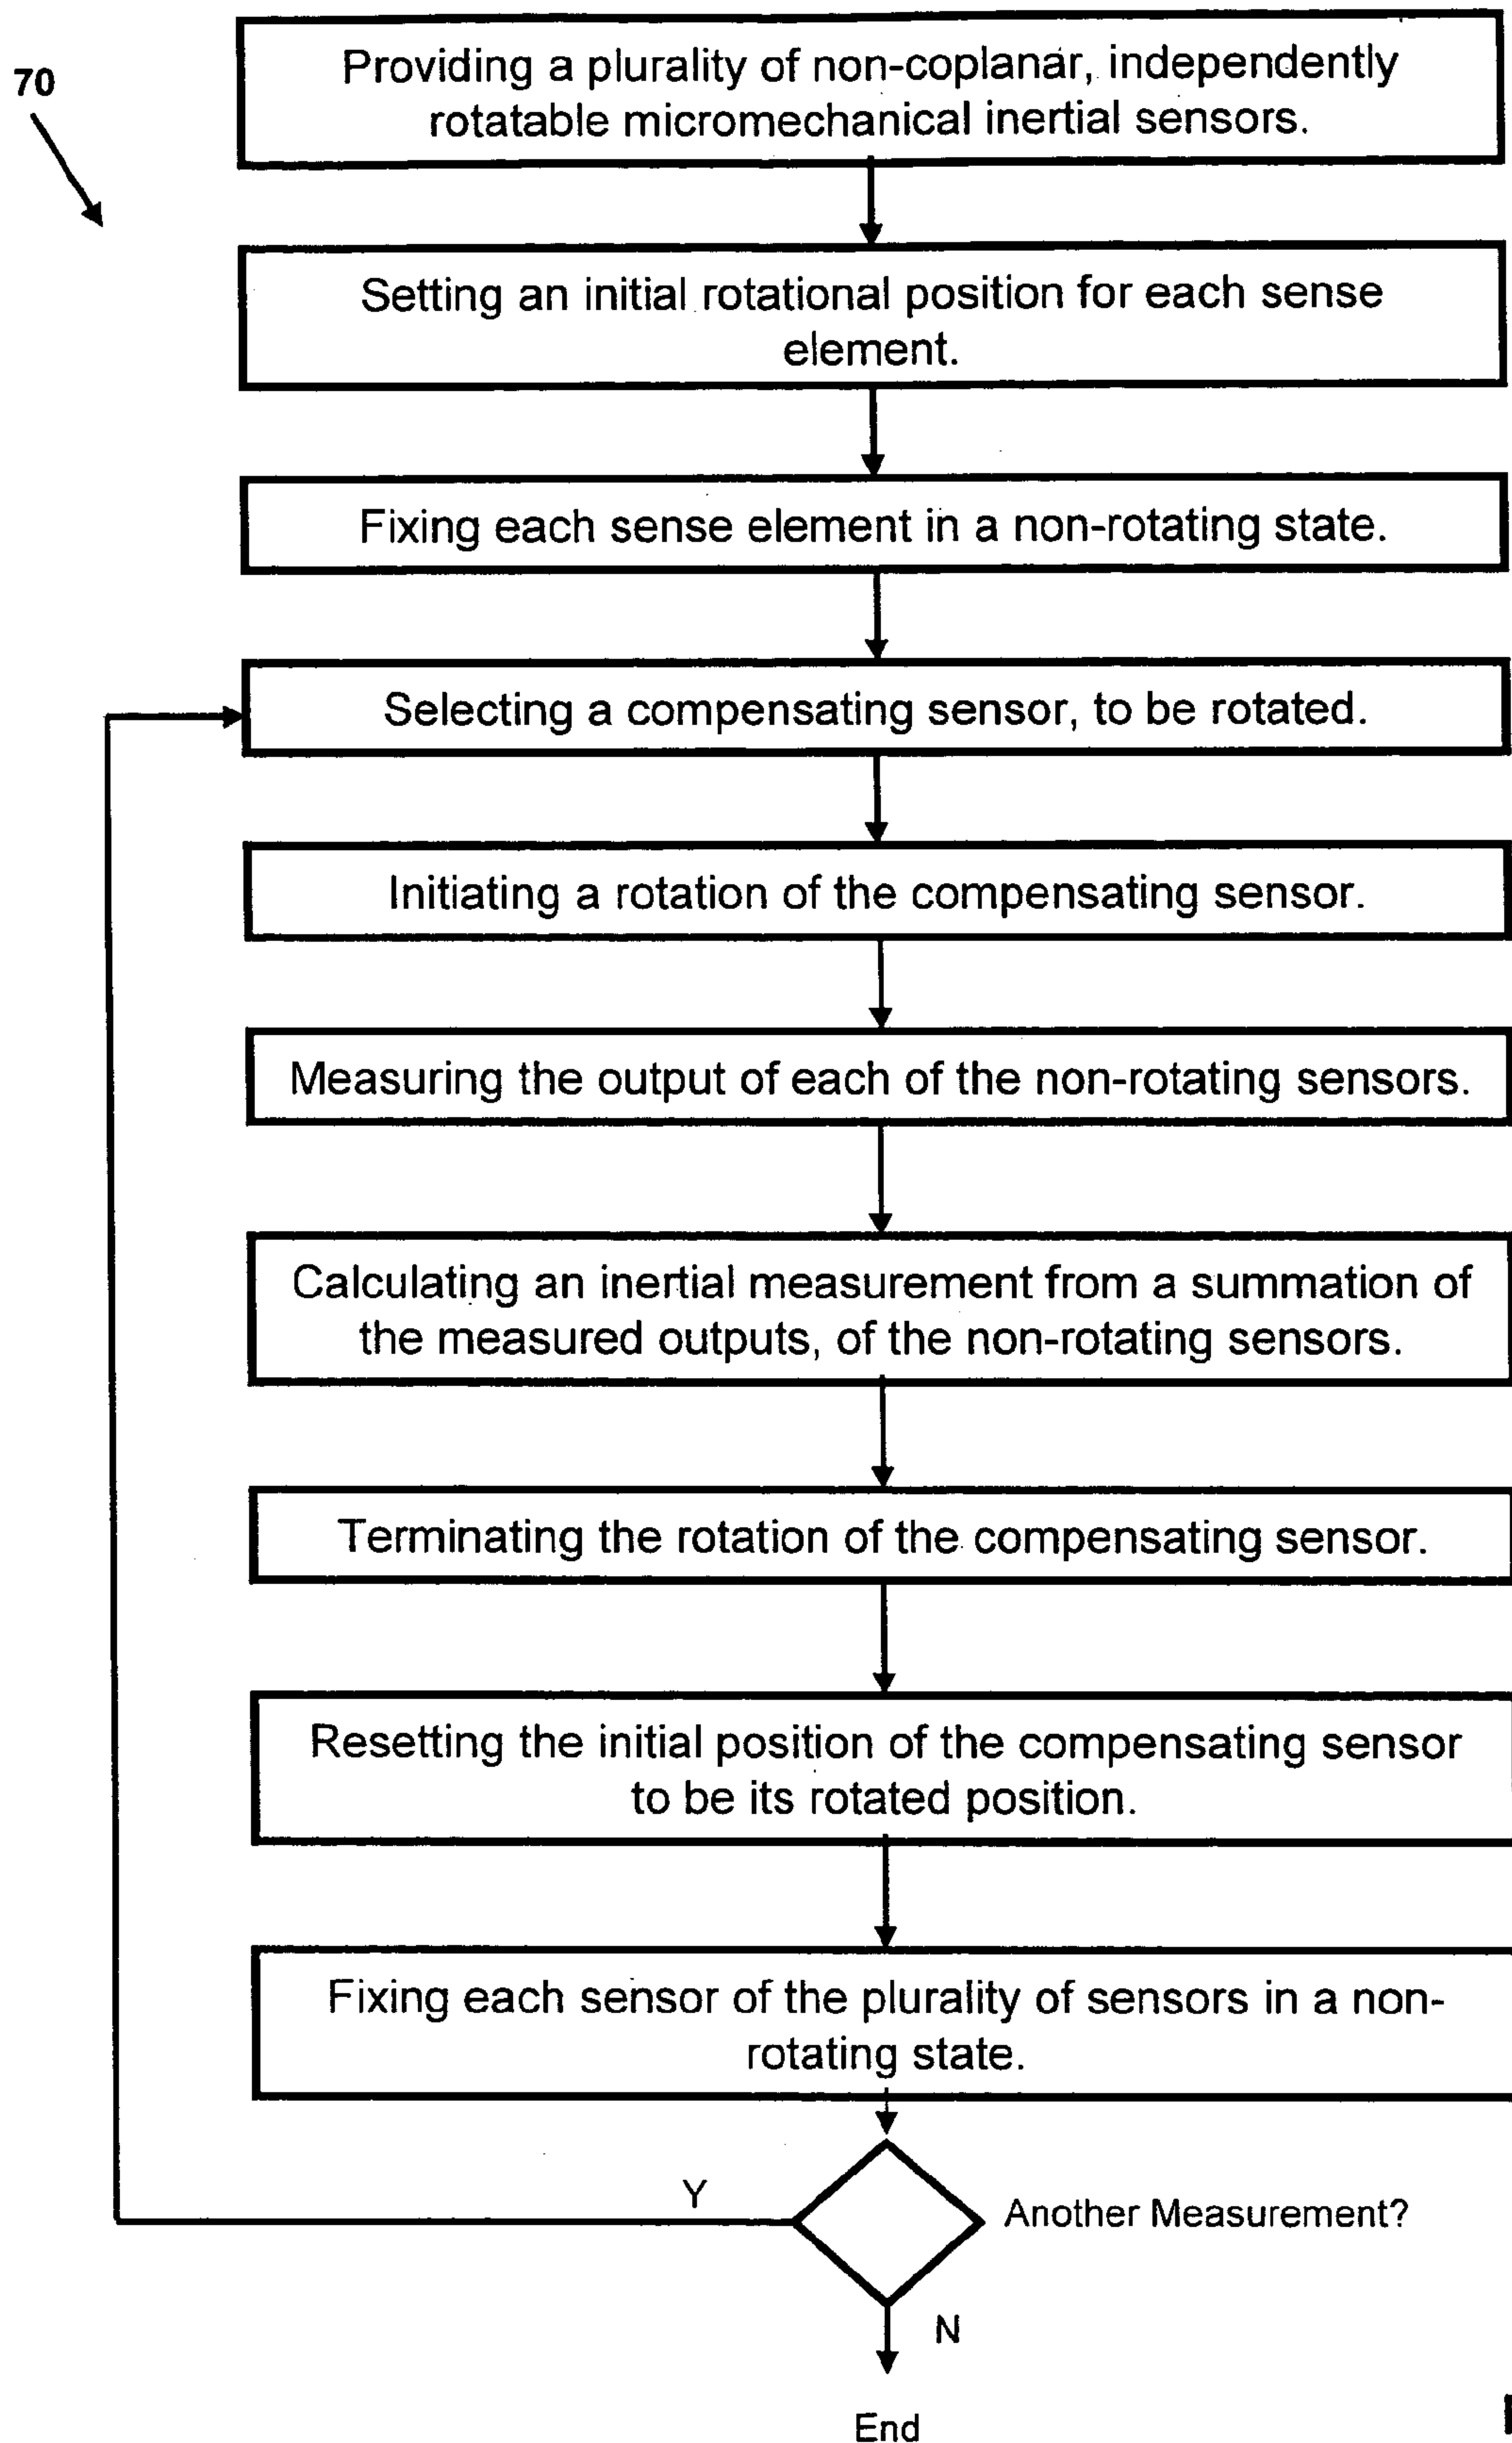 70
Providing a plurality of non-coplanar, independently
rotatable micromechanical inertial sensors.
Setting an initial rotational position for each sense
element.
Fixing each sense element in a non-rotating state.
Selecting a compensating sensor, to be rotated.
Initiating a rotation of the compensating sensor.
Measuring the output of each of the non-rotating sensors.
Calculating an inertial measurement from a summation of
the measured outputs, of the non-rotating sensors.
Terminating the rotation of the compensating sensor.
Resetting the initial position of the compensating sensor
to be its rotated position.
Fixing each sensor of the plurality of sensors in a non-
rotating state.
Y
Another Measurement?
N
End